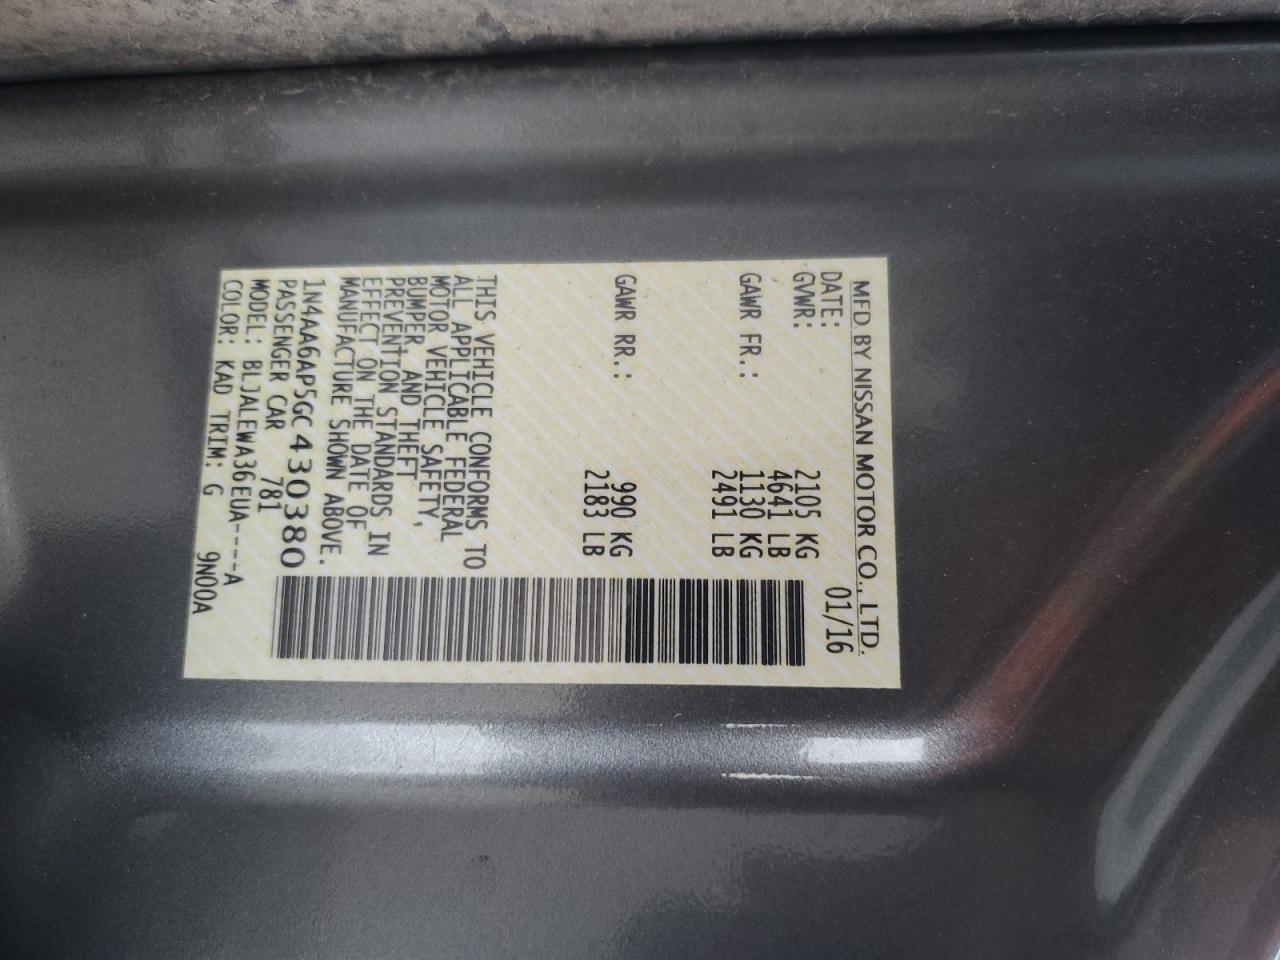 MFD BY NISSAN MOTOR CO., LTD.
DATE: 01/16
GVWR: 2105 KG
4641 LB
GAWR FR.: 1130 KG
2491 LB
GAWR RR.: 990 KG
2183 LB
THIS VEHICLE CONFORMS TO
ALL APPLICABLE FEDERAL
MOTOR VEHICLE SAFETY,
BUMPER, AND THEFT
PREVENTION STANDARDS IN
EFFECT ON THE DATE OF
MANUFACTURE SHOWN ABOVE.
1N4AA6AP5GC430380
PASSENGER CAR 781
MODEL: BLJALEWA36EUA----A
COLOR: KAD TRIM: G 9N00A